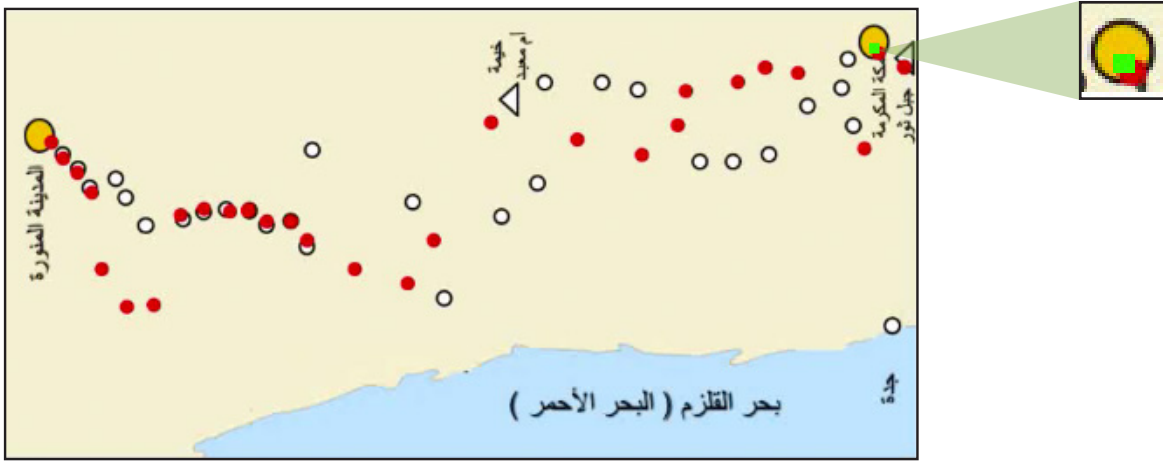 خيمة
أم معبد
مكة المكرمة
جبل ثور
المدينة المنورة
بحر القلزم ( البحر الأحمر )
جدة